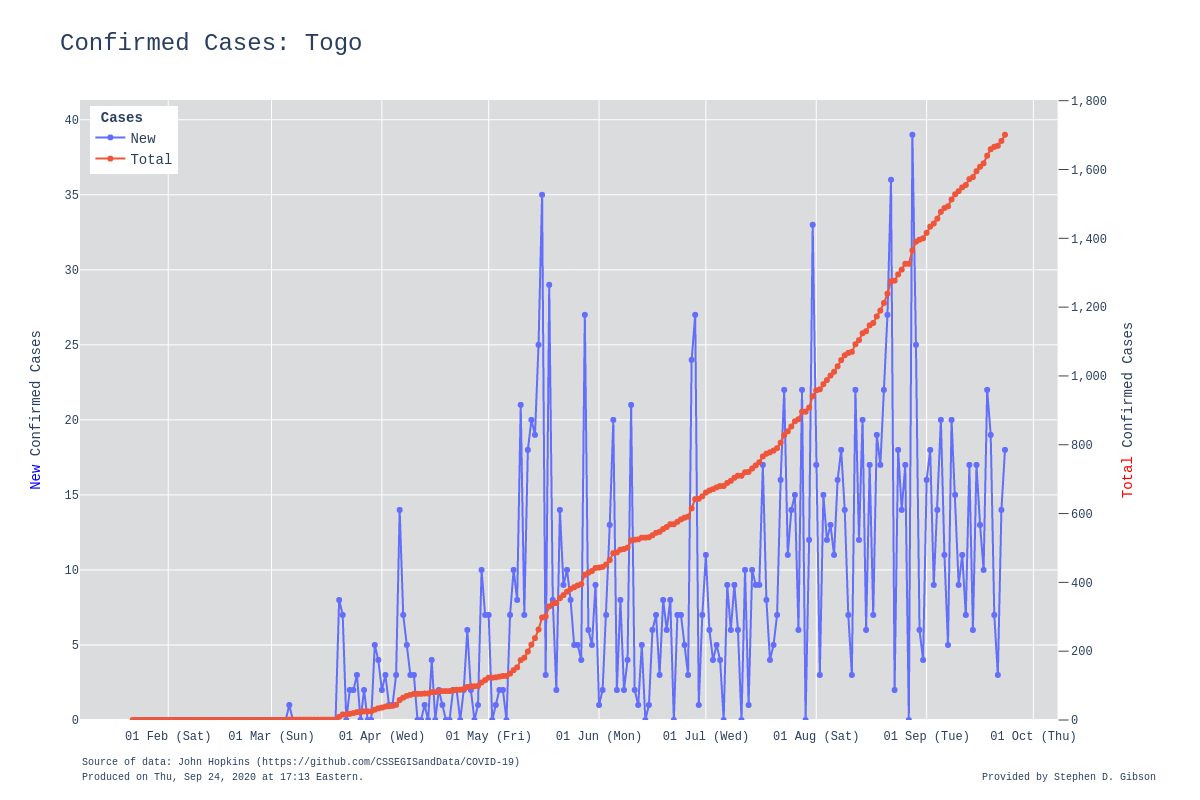 Confirmed Cases: Togo
Cases
New
Total
40
35
30
25
20
15
10
5
0
New Confirmed Cases
1,800
1,600
1,400
1,200
1,000
800
600
400
200
0
Total Confirmed Cases
01 Feb (Sat) 01 Mar (Sun) 01 Apr (Wed) 01 May (Fri) 01 Jun (Mon) 01 Jul (Wed) 01 Aug (Sat) 01 Sep (Tue) 01 Oct (Thu)
Source of data: John Hopkins (https://github.com/CSSEGISandData/COVID-19)
Produced on Thu, Sep 24, 2020 at 17:13 Eastern.
Provided by Stephen D. Gibson